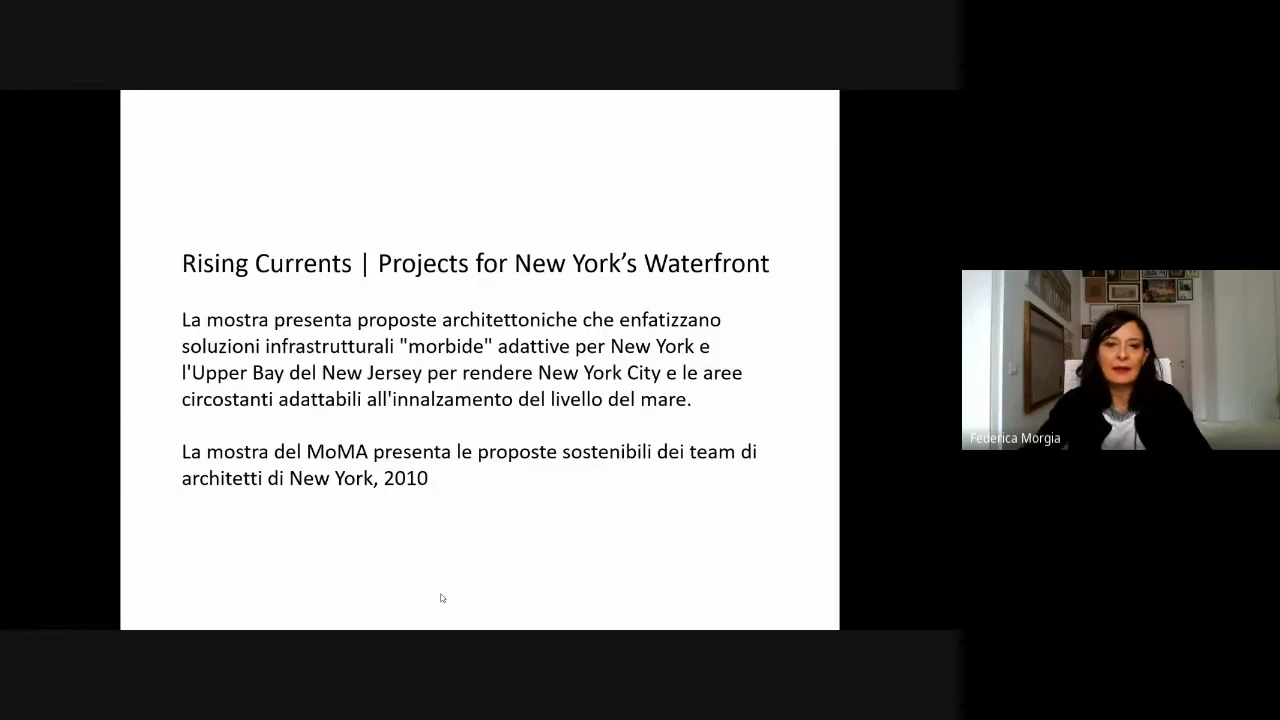 Rising Currents | Projects for New York’s Waterfront
La mostra presenta proposte architettoniche che enfatizzano
soluzioni infrastrutturali "morbide" adattive per New York e
l'Upper Bay del New Jersey per rendere New York City e le aree
circostanti adattabili all'innalzamento del livello del mare.
La mostra del MoMA presenta le proposte sostenibili dei team di
architetti di New York, 2010
Federica Morgia